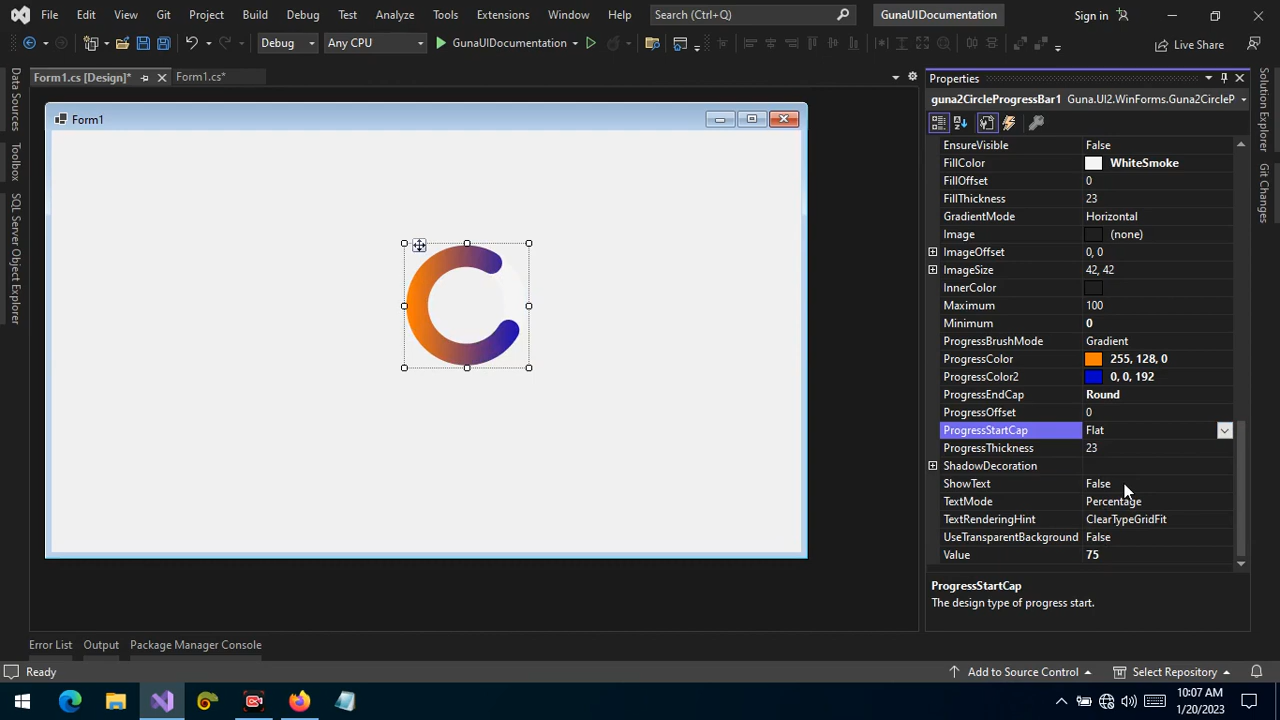 File Edit View Git Project Build Debug Test Analyze Tools Extensions Window Help Search (Ctrl+Q) GunaUIDocumentation Sign in
Debug Any CPU GunaUIDocumentation Live Share
Form1.cs [Design]* Form1.cs*
Data Sources
Toolbox
SQL Server Object Explorer
Form1
Properties
guna2CircleProgressBar1 Guna.UI2.WinForms.Guna2CircleP
EnsureVisible False
FillColor WhiteSmoke
FillOffset 0
FillThickness 23
GradientMode Horizontal
Image (none)
ImageOffset 0, 0
ImageSize 42, 42
InnerColor
Maximum 100
Minimum 0
ProgressBrushMode Gradient
ProgressColor 255, 128, 0
ProgressColor2 0, 0, 192
ProgressEndCap Round
ProgressOffset 0
ProgressStartCap Flat
ProgressThickness 23
ShadowDecoration
ShowText False
TextMode Percentage
TextRenderingHint ClearTypeGridFit
UseTransparentBackground False
Value 75
ProgressStartCap
The design type of progress start.
Solution Explorer
Git Changes
Error List Output Package Manager Console
Ready Add to Source Control Select Repository
10:07 AM
1/20/2023